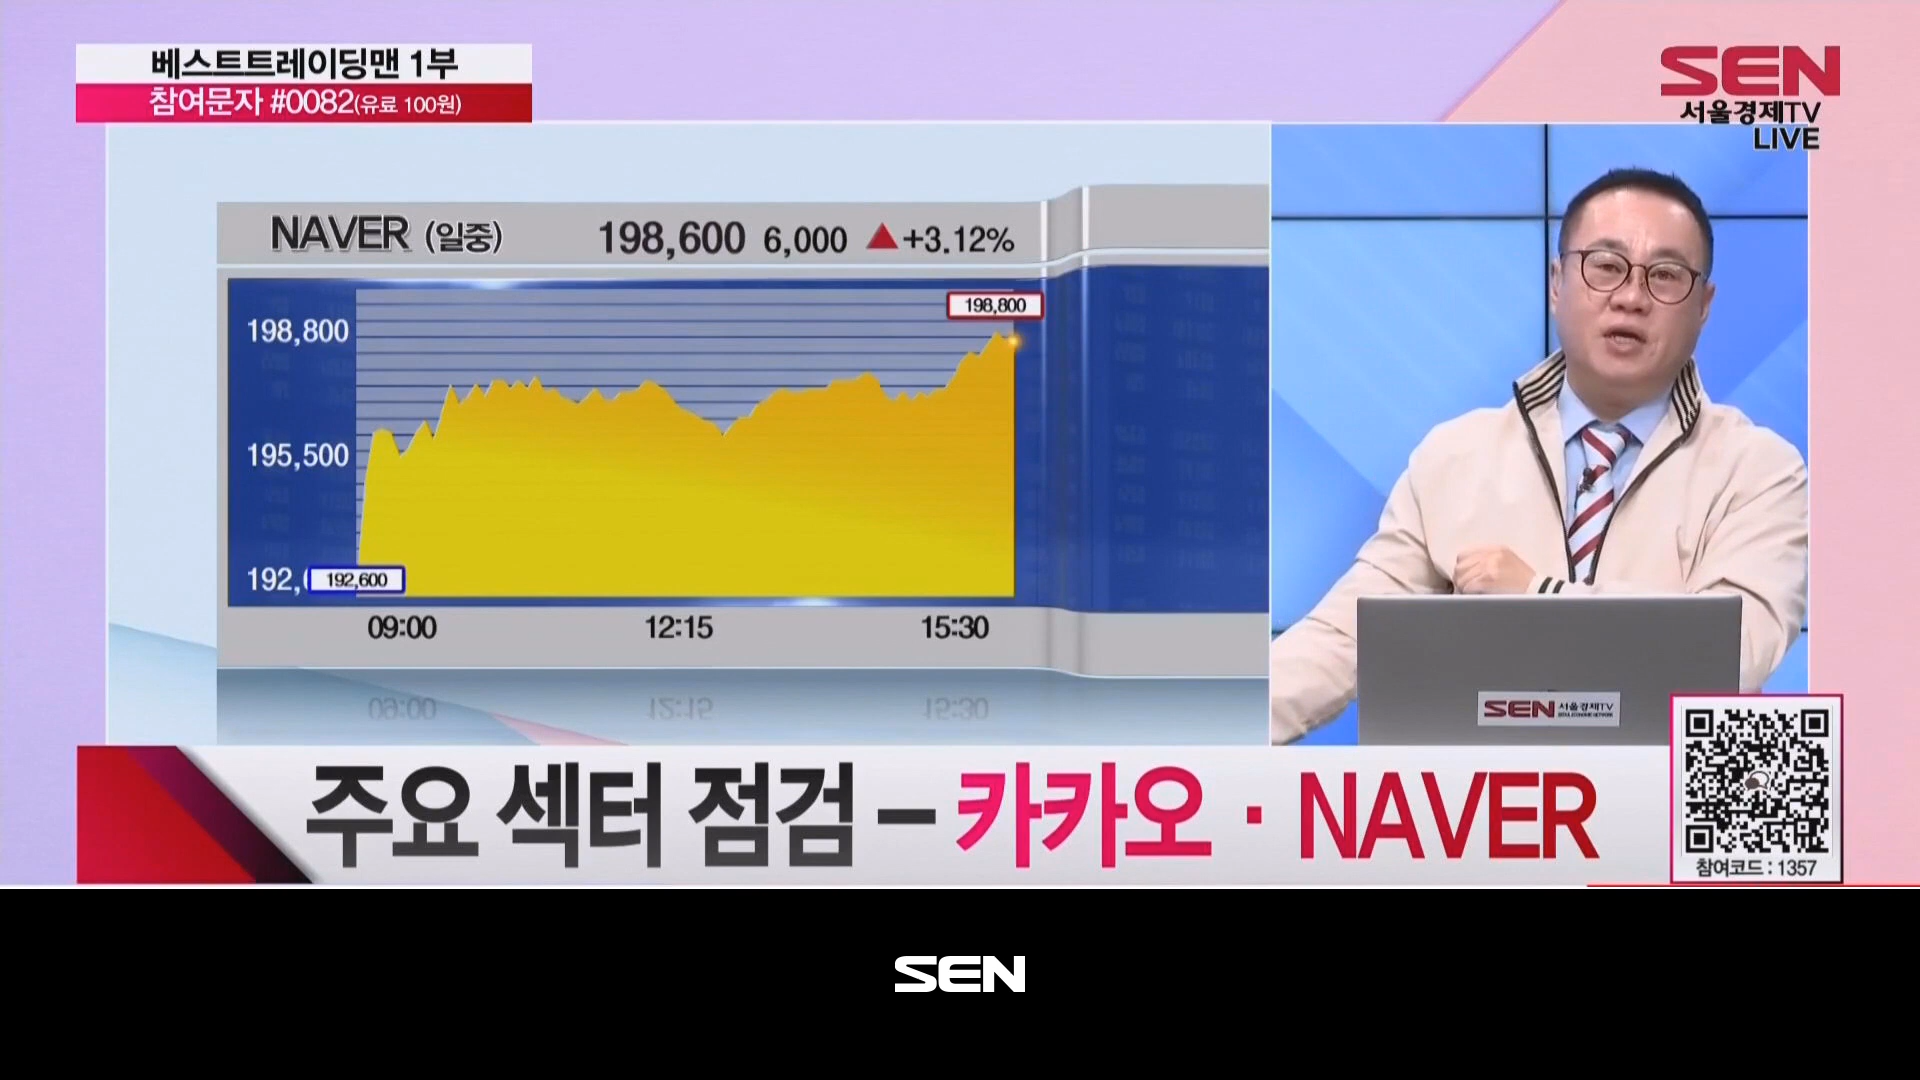 베스트트레이딩맨 1부
참여문자 #0082(유료 100원)
SEN
서울경제TV
LIVE
NAVER (일중) 198,600 6,000 ▲+3.12%
198,800
198,800
195,500
192,600
09:00 12:15 15:30
SEN 서울경제TV
주요 섹터 점검 - 카카오 · NAVER
참여코드 : 1357
SEN